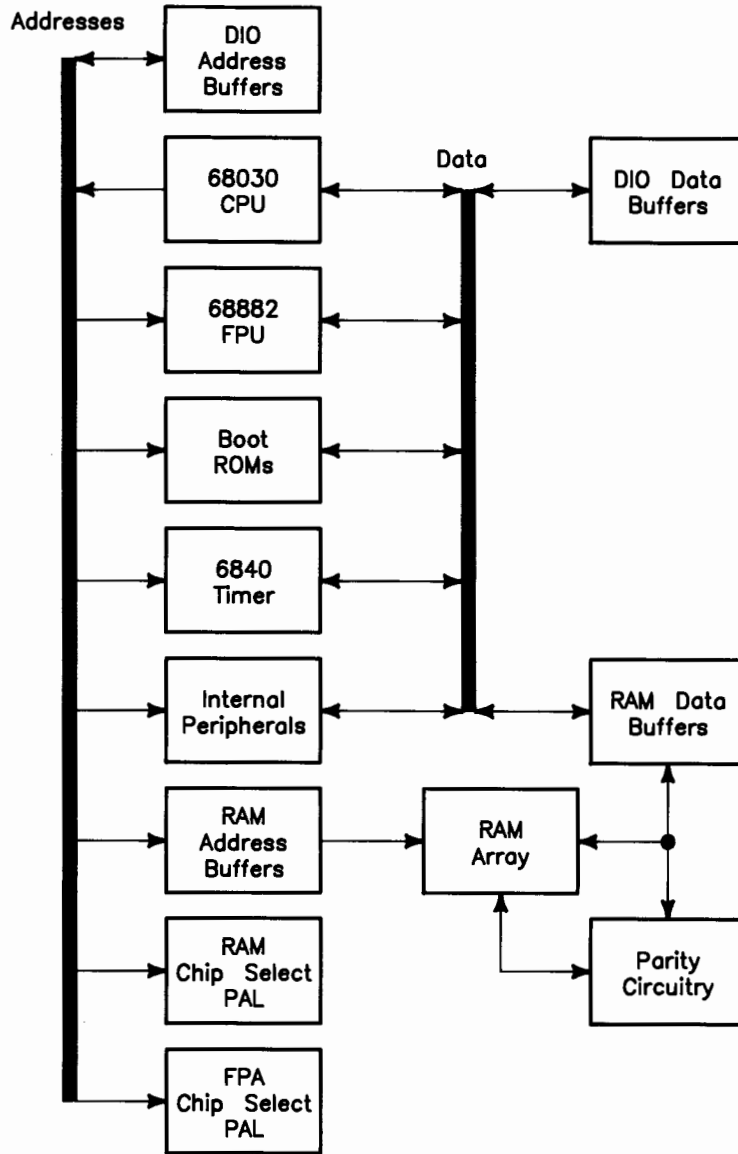 Addresses
DIO
Address
Buffers
68030
CPU
Data
DIO Data
Buffers
68882
FPU
Boot
ROMs
6840
Timer
Internal
Peripherals
RAM Data
Buffers
RAM
Address
Buffers
RAM
Array
RAM
Chip Select
PAL
Parity
Circuitry
FPA
Chip Select
PAL